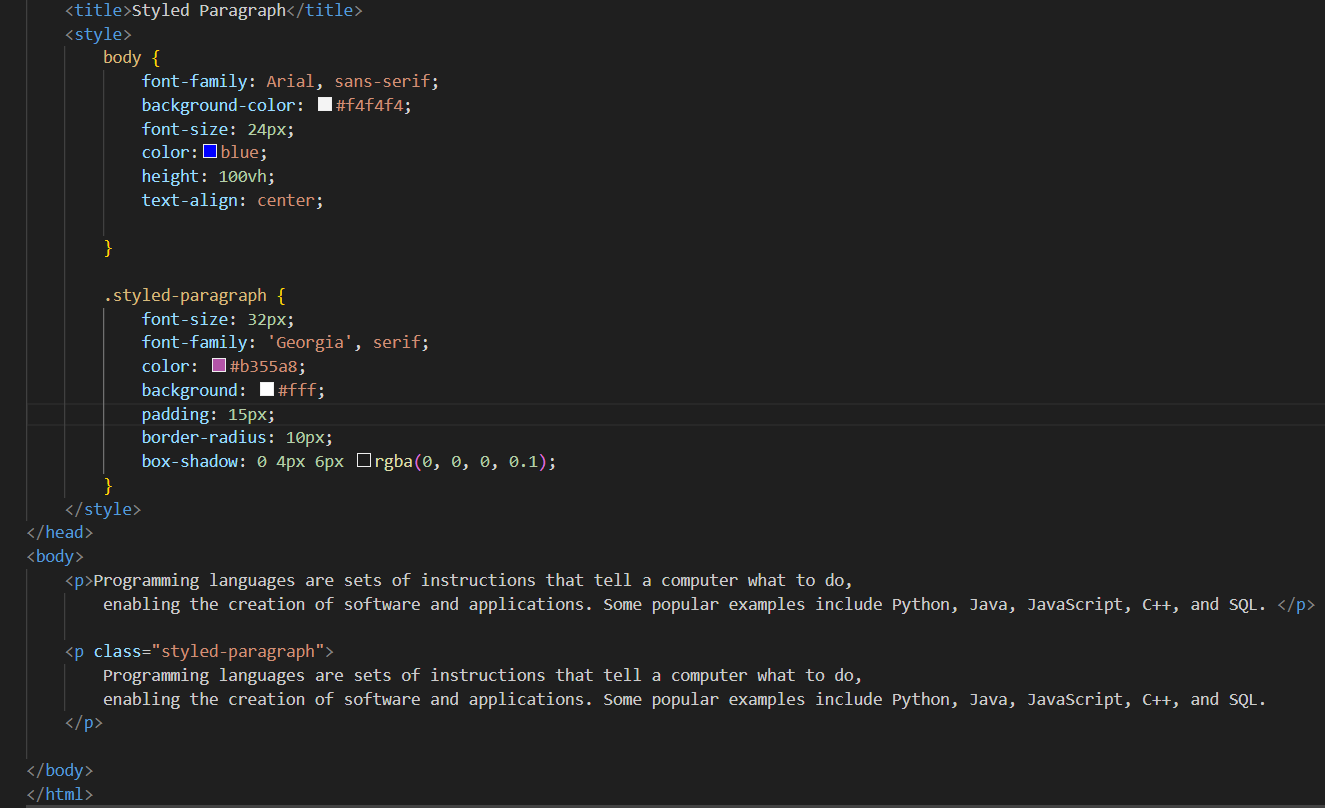 <title>Styled Paragraph</title>
<style>
body {
font-family: Arial, sans-serif;
background-color: #f4f4f4;
font-size: 24px;
color:blue;
height: 100vh;
text-align: center;
}
.styled-paragraph {
font-size: 32px;
font-family: 'Georgia', serif;
color: #b355a8;
background: #fff;
padding: 15px;
border-radius: 10px;
box-shadow: 0 4px 6px rgba(0, 0, 0, 0.1);
}
</style>
</head>
<body>
<p>Programming languages are sets of instructions that tell a computer what to do,
enabling the creation of software and applications. Some popular examples include Python, Java, JavaScript, C++, and SQL. </p>
<p class="styled-paragraph">
Programming languages are sets of instructions that tell a computer what to do,
enabling the creation of software and applications. Some popular examples include Python, Java, JavaScript, C++, and SQL.
</p>
</body>
</html>